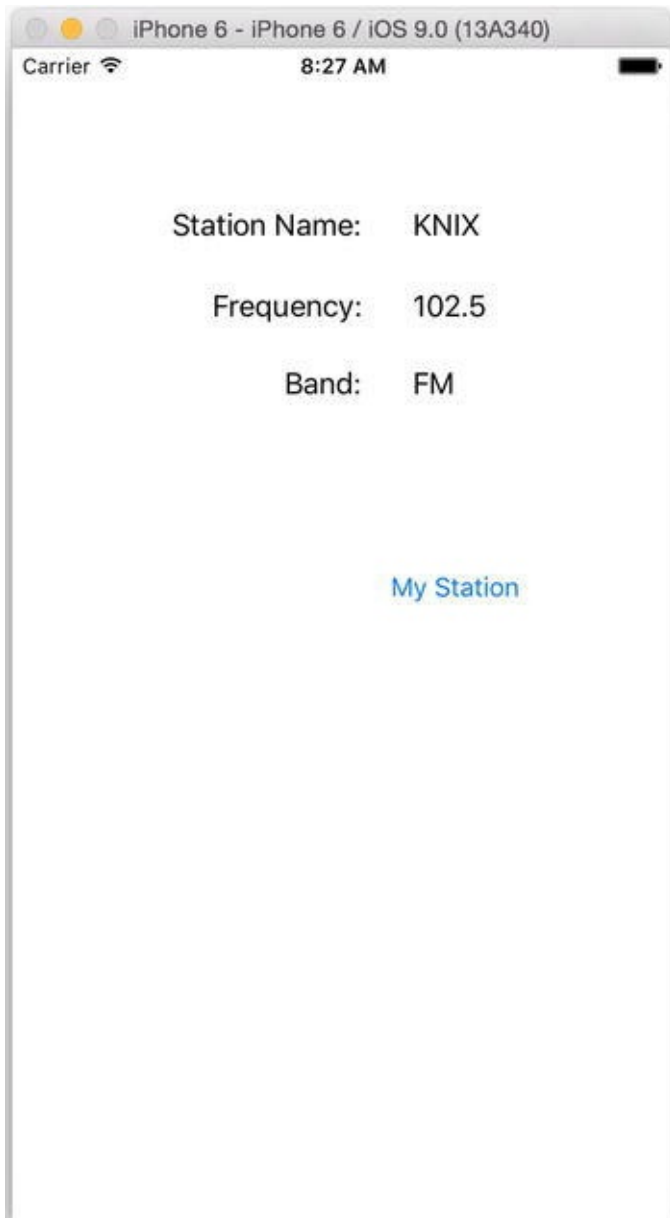 iPhone 6 - iPhone 6 / iOS 9.0 (13A340)
Carrier 8:27 AM
Station Name: KNIX
Frequency: 102.5
Band: FM
My Station